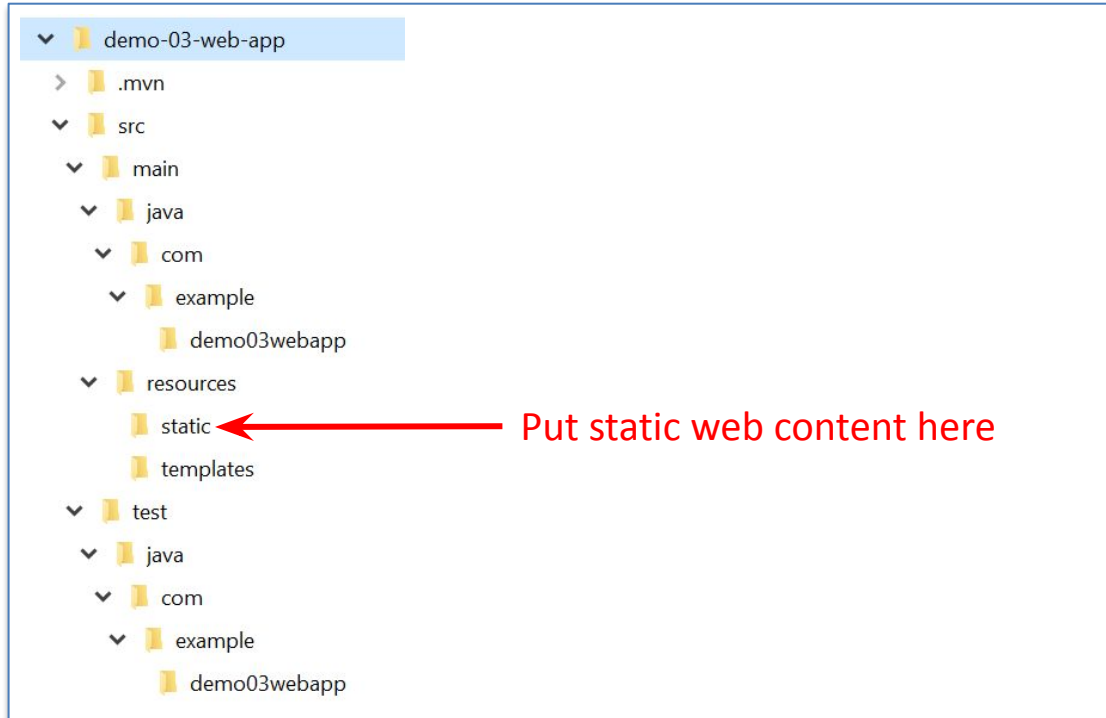 demo-03-web-app
.mvn
src
main
java
com
example
demo03webapp
resources
static Put static web content here
templates
test
java
com
example
demo03webapp